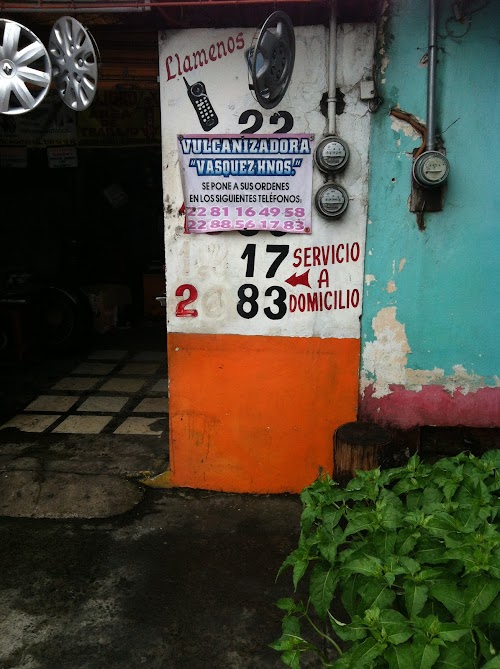 Llamenos
22
VULCANIZADORA
"VASQUEZ HNOS."
SE PONE A SUS ORDENES
EN LOS SIGUIENTES TELÉFONOS:
22 81 16 49 58
22 88 56 17 83
17 SERVICIO
A
2 83 DOMICILIO